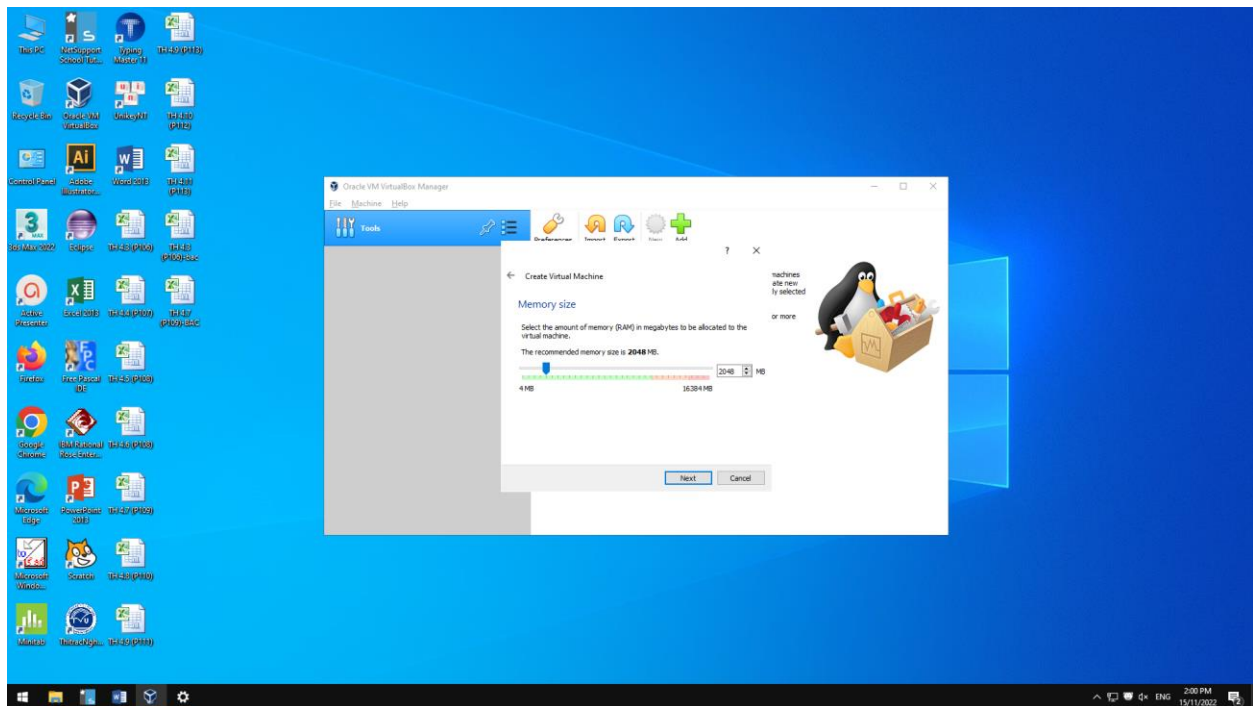 This PC
NetSupport
School Tut...
Typing
Master 11
TH 4.9 (P113)
Recycle Bin
Oracle VM
VirtualBox
UnikeyNT
TH 4.10
(P112)
Control Panel
Adobe
Illustrator...
Word 2013
TH 4.11
(P113)
3ds Max 2022
Eclipse
TH 4.3 (P106)
TH 4.3
(P106)-bac
Active
Presenter
Excel 2013
TH 4.4 (P107)
TH 4.7
(P109)-BAC
Firefox
Free Pascal
IDE
TH 4.5 (P108)
Google
Chrome
IBM Rational
Rose Enter...
TH 4.6 (P108)
Microsoft
Edge
PowerPoint
2013
TH 4.7 (P109)
Microsoft
Windo...
Scratch
TH 4.8 (P110)
Minitab
TH 4.9 (P111)
Oracle VM VirtualBox Manager
File Machine Help
Tools
Preferences Import Export New Add
machines
ate new
ly selected
or more
Create Virtual Machine
Memory size
Select the amount of memory (RAM) in megabytes to be allocated to the
virtual machine.
The recommended memory size is 2048 MB.
2048 MB
4 MB 16384 MB
Next Cancel
ENG
2:00 PM
15/11/2022
2